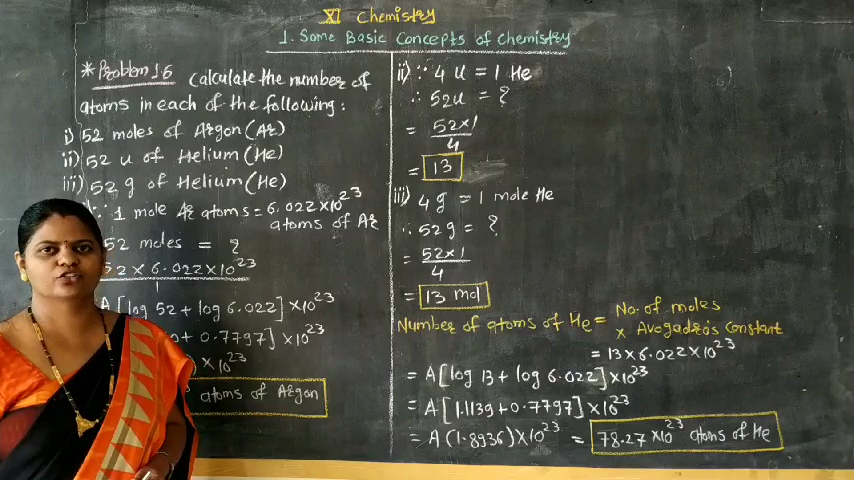 XI Chemistry
1. Some Basic Concepts of Chemistry
*Problem 1.6 Calculate the number of
atoms in each of the following:
i) 52 moles of Argon (Ar)
ii) 52 u of Helium (He)
iii) 52 g of Helium (He)
∵ 1 mole Ar atoms = 6.022×10²³
atoms of Ar
52 moles = ?
52 × 6.022×10²³
A[log 52 + log 6.022]×10²³
+ 0.7797]×10²³
×10²³
atoms of Argon
ii) ∵ 4 u = 1 He
∴ 52u = ?
= 52×1/4
= 13
iii) 4 g = 1 mole He
∴ 52g = ?
= 52×1/4
= 13 mol
Number of atoms of He = No. of moles
× Avogadro's Constant
= 13×6.022×10²³
= A[log 13 + log 6.022]×10²³
= A[1.1139+0.7797]×10²³
= A(1.8936)×10²³ = 78.27×10²³ atoms of He